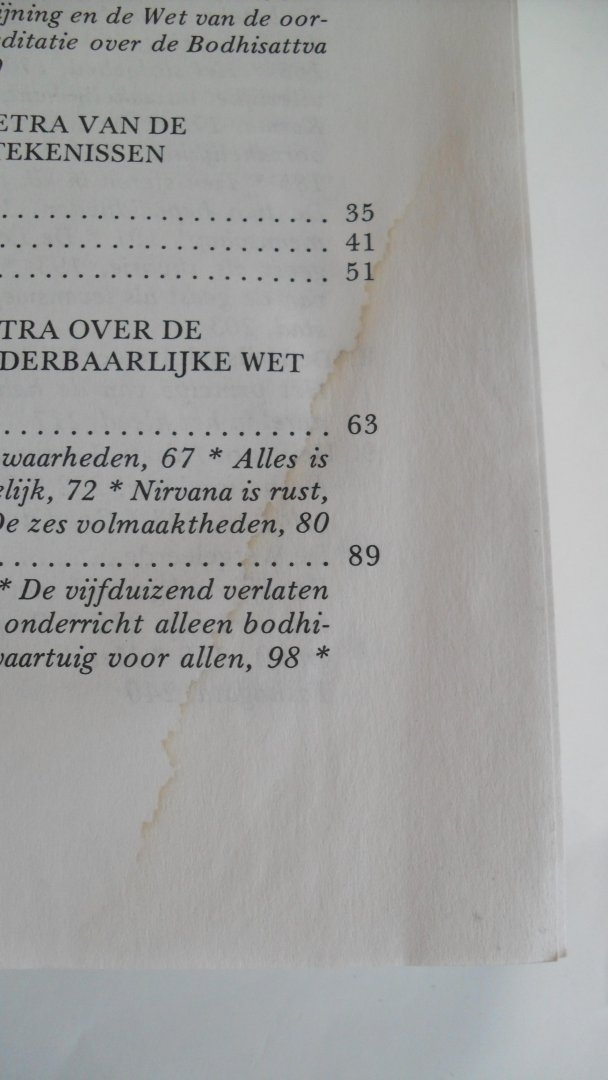 ijning en de Wet van de oor-
editatie over de Bodhisattva
ETRA VAN DE
TEKENISSEN
. . . . . . . . . . . . . . . . . . . . . . 35
. . . . . . . . . . . . . . . . . . . . . . 41
. . . . . . . . . . . . . . . . . . . . . . 51
TRA OVER DE
DERBAARLIJKE WET
. . . . . . . . . . . . . . . . . . . . . . 63
waarheden, 67 * Alles is
elijk, 72 * Nirvana is rust,
De zes volmaaktheden, 80
. . . . . . . . . . . . . . . . . . . . . . 89
* De vijfduizend verlaten
onderricht alleen bodhi-
vaartuig voor allen, 98 *